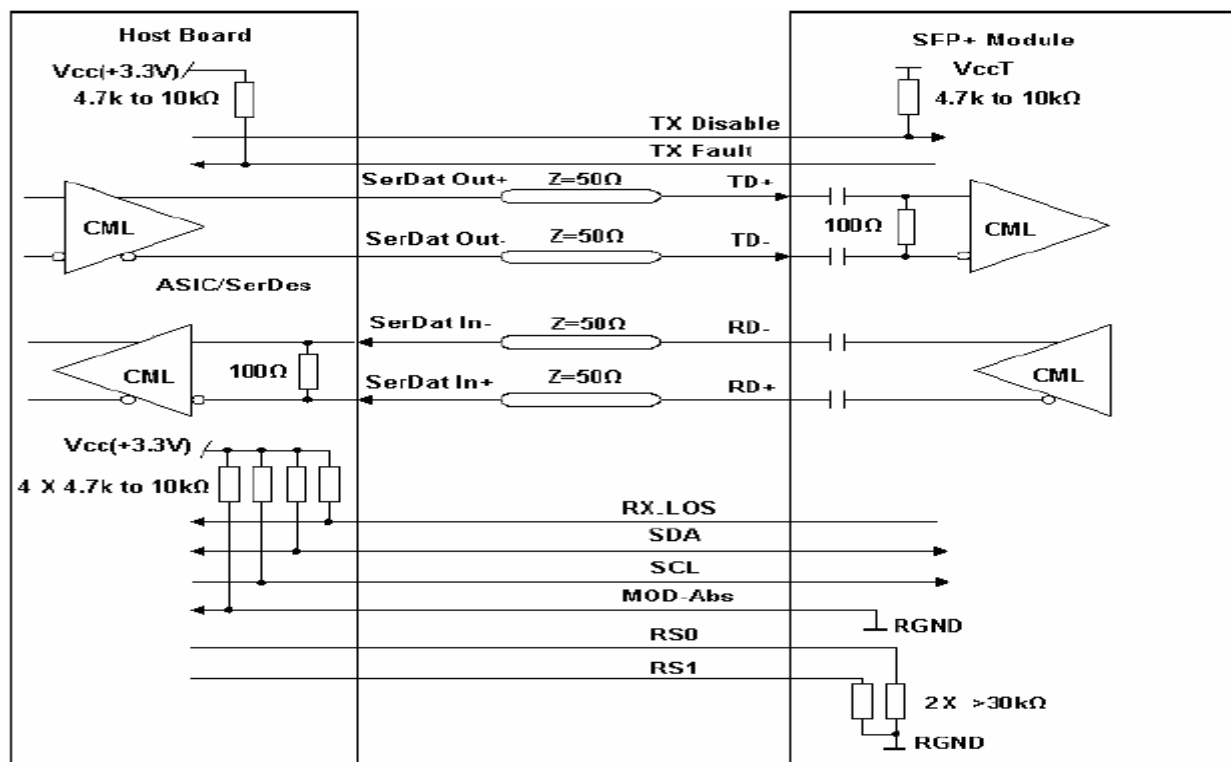 Host Board
SFP+ Module
Vcc(+3.3V)
4.7k to 10kΩ
VccT
4.7k to 10kΩ
TX Disable
TX Fault
SerDat Out+
Z=50Ω
TD+
CML
100Ω
CML
SerDat Out-
Z=50Ω
TD-
ASIC/SerDes
SerDat In-
Z=50Ω
RD-
CML
100Ω
SerDat In+
Z=50Ω
RD+
CML
Vcc(+3.3V)
4 X 4.7k to 10kΩ
RX-LOS
SDA
SCL
MOD-Abs
RGND
RS0
RS1
2X >30kΩ
RGND